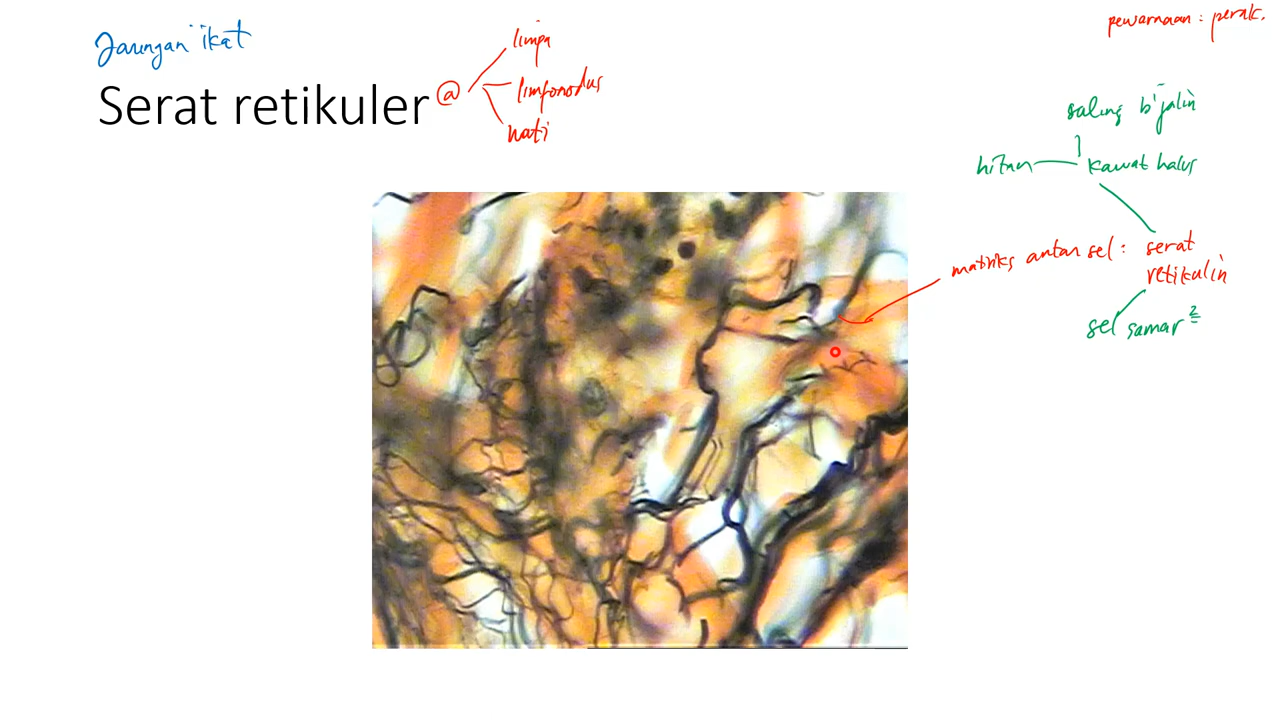 Jaringan ikat
Serat retikuler @
limpa
limfonodus
hati
pewarnaan : perak.
saling b'jalin
hitam
kawat halus
matriks antar sel : serat
retikulin
sel samar²